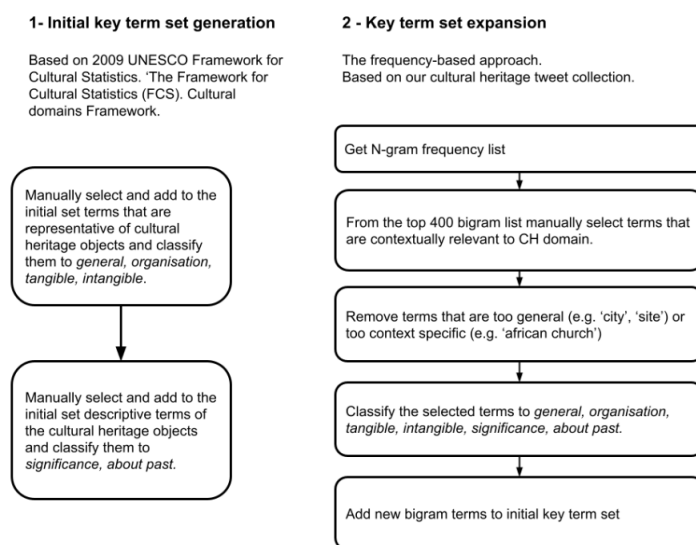 1- Initial key term set generation
Based on 2009 UNESCO Framework for
Cultural Statistics. ‘The Framework for
Cultural Statistics (FCS). Cultural
domains Framework.
Manually select and add to the
initial set terms that are
representative of cultural
heritage objects and classify
them to general, organisation,
tangible, intangible.
Manually select and add to the
initial set descriptive terms of
the cultural heritage objects
and classify them to
significance, about past.
2 - Key term set expansion
The frequency-based approach.
Based on our cultural heritage tweet collection.
Get N-gram frequency list
From the top 400 bigram list manually select terms that
are contextually relevant to CH domain.
Remove terms that are too general (e.g. ‘city’, ‘site’) or
too context specific (e.g. ‘african church’)
Classify the selected terms to general, organisation,
tangible, intangible, significance, about past.
Add new bigram terms to initial key term set